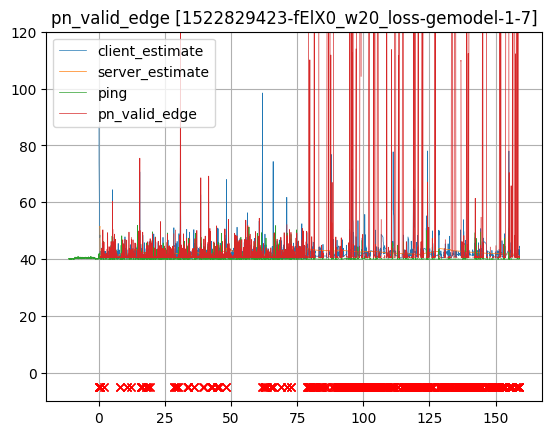 pn_valid_edge [1522829423-fElX0_w20_loss-gemodel-1-7]
120
100
80
60
40
20
0
client_estimate
server_estimate
ping
pn_valid_edge
0 25 50 75 100 125 150